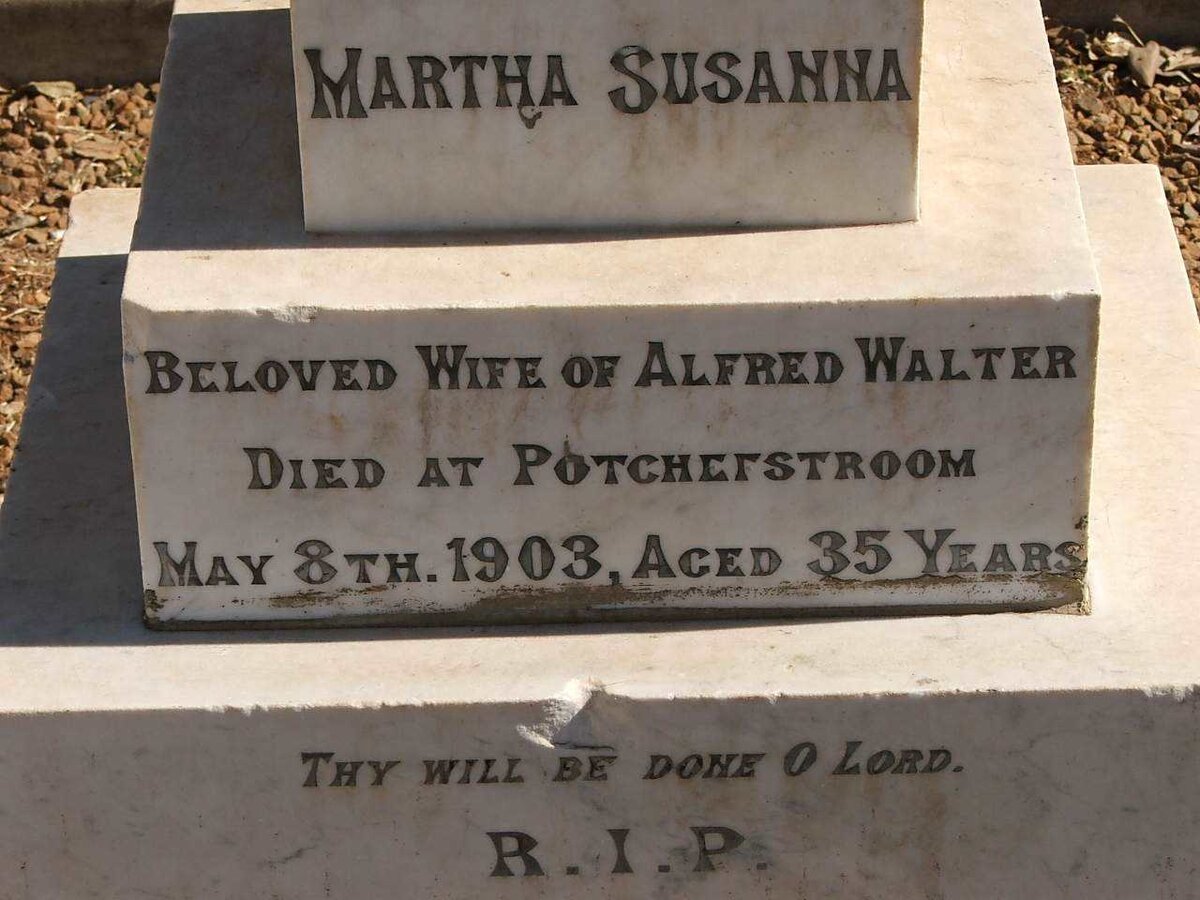 MARTHA SUSANNA
BELOVED WIFE OF ALFRED WALTER
DIED AT POTCHEFSTROOM
MAY 8TH. 1903, AGED 35 YEARS
THY WILL BE DONE O LORD.
R.I.P.